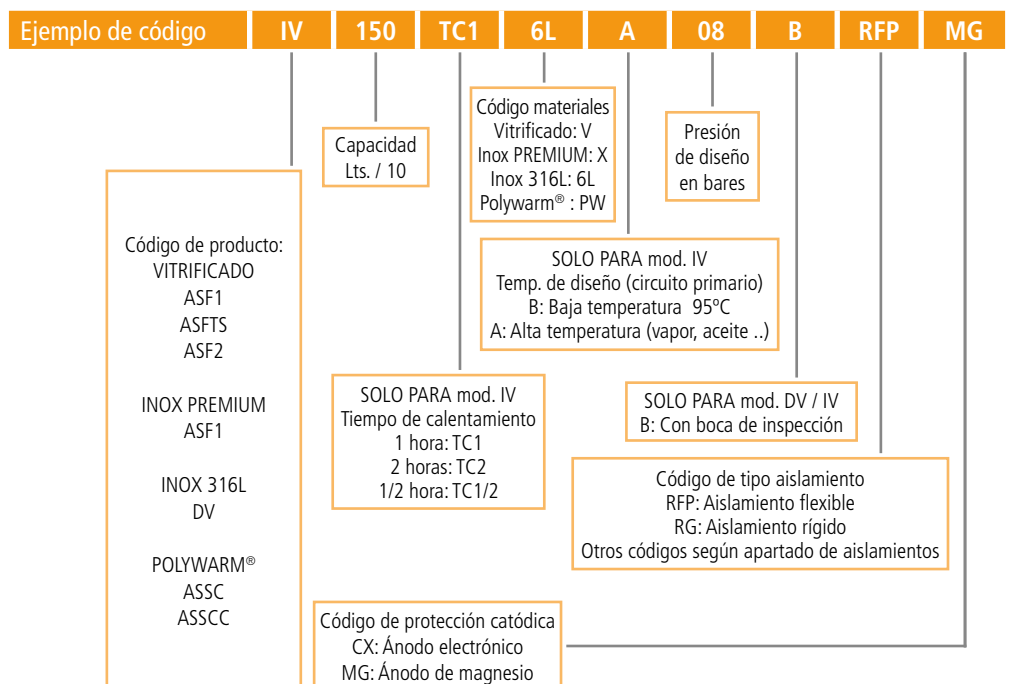 Ejemplo de código IV 150 TC1 6L A 08 B RFP MG
Código materiales
Vitrificado: V
Inox PREMIUM: X
Inox 316L: 6L
Polywarm® : PW
Capacidad
Lts. / 10
Presión
de diseño
en bares
Código de producto:
VITRIFICADO
ASF1
ASFTS
ASF2
INOX PREMIUM
ASF1
INOX 316L
DV
POLYWARM®
ASSC
ASSCC
SOLO PARA mod. IV
Temp. de diseño (circuito primario)
B: Baja temperatura 95ºC
A: Alta temperatura (vapor, aceite ..)
SOLO PARA mod. IV
Tiempo de calentamiento
1 hora: TC1
2 horas: TC2
1/2 hora: TC1/2
SOLO PARA mod. DV / IV
B: Con boca de inspección
Código de tipo aislamiento
RFP: Aislamiento flexible
RG: Aislamiento rígido
Otros códigos según apartado de aislamientos
Código de protección catódica
CX: Ánodo electrónico
MG: Ánodo de magnesio